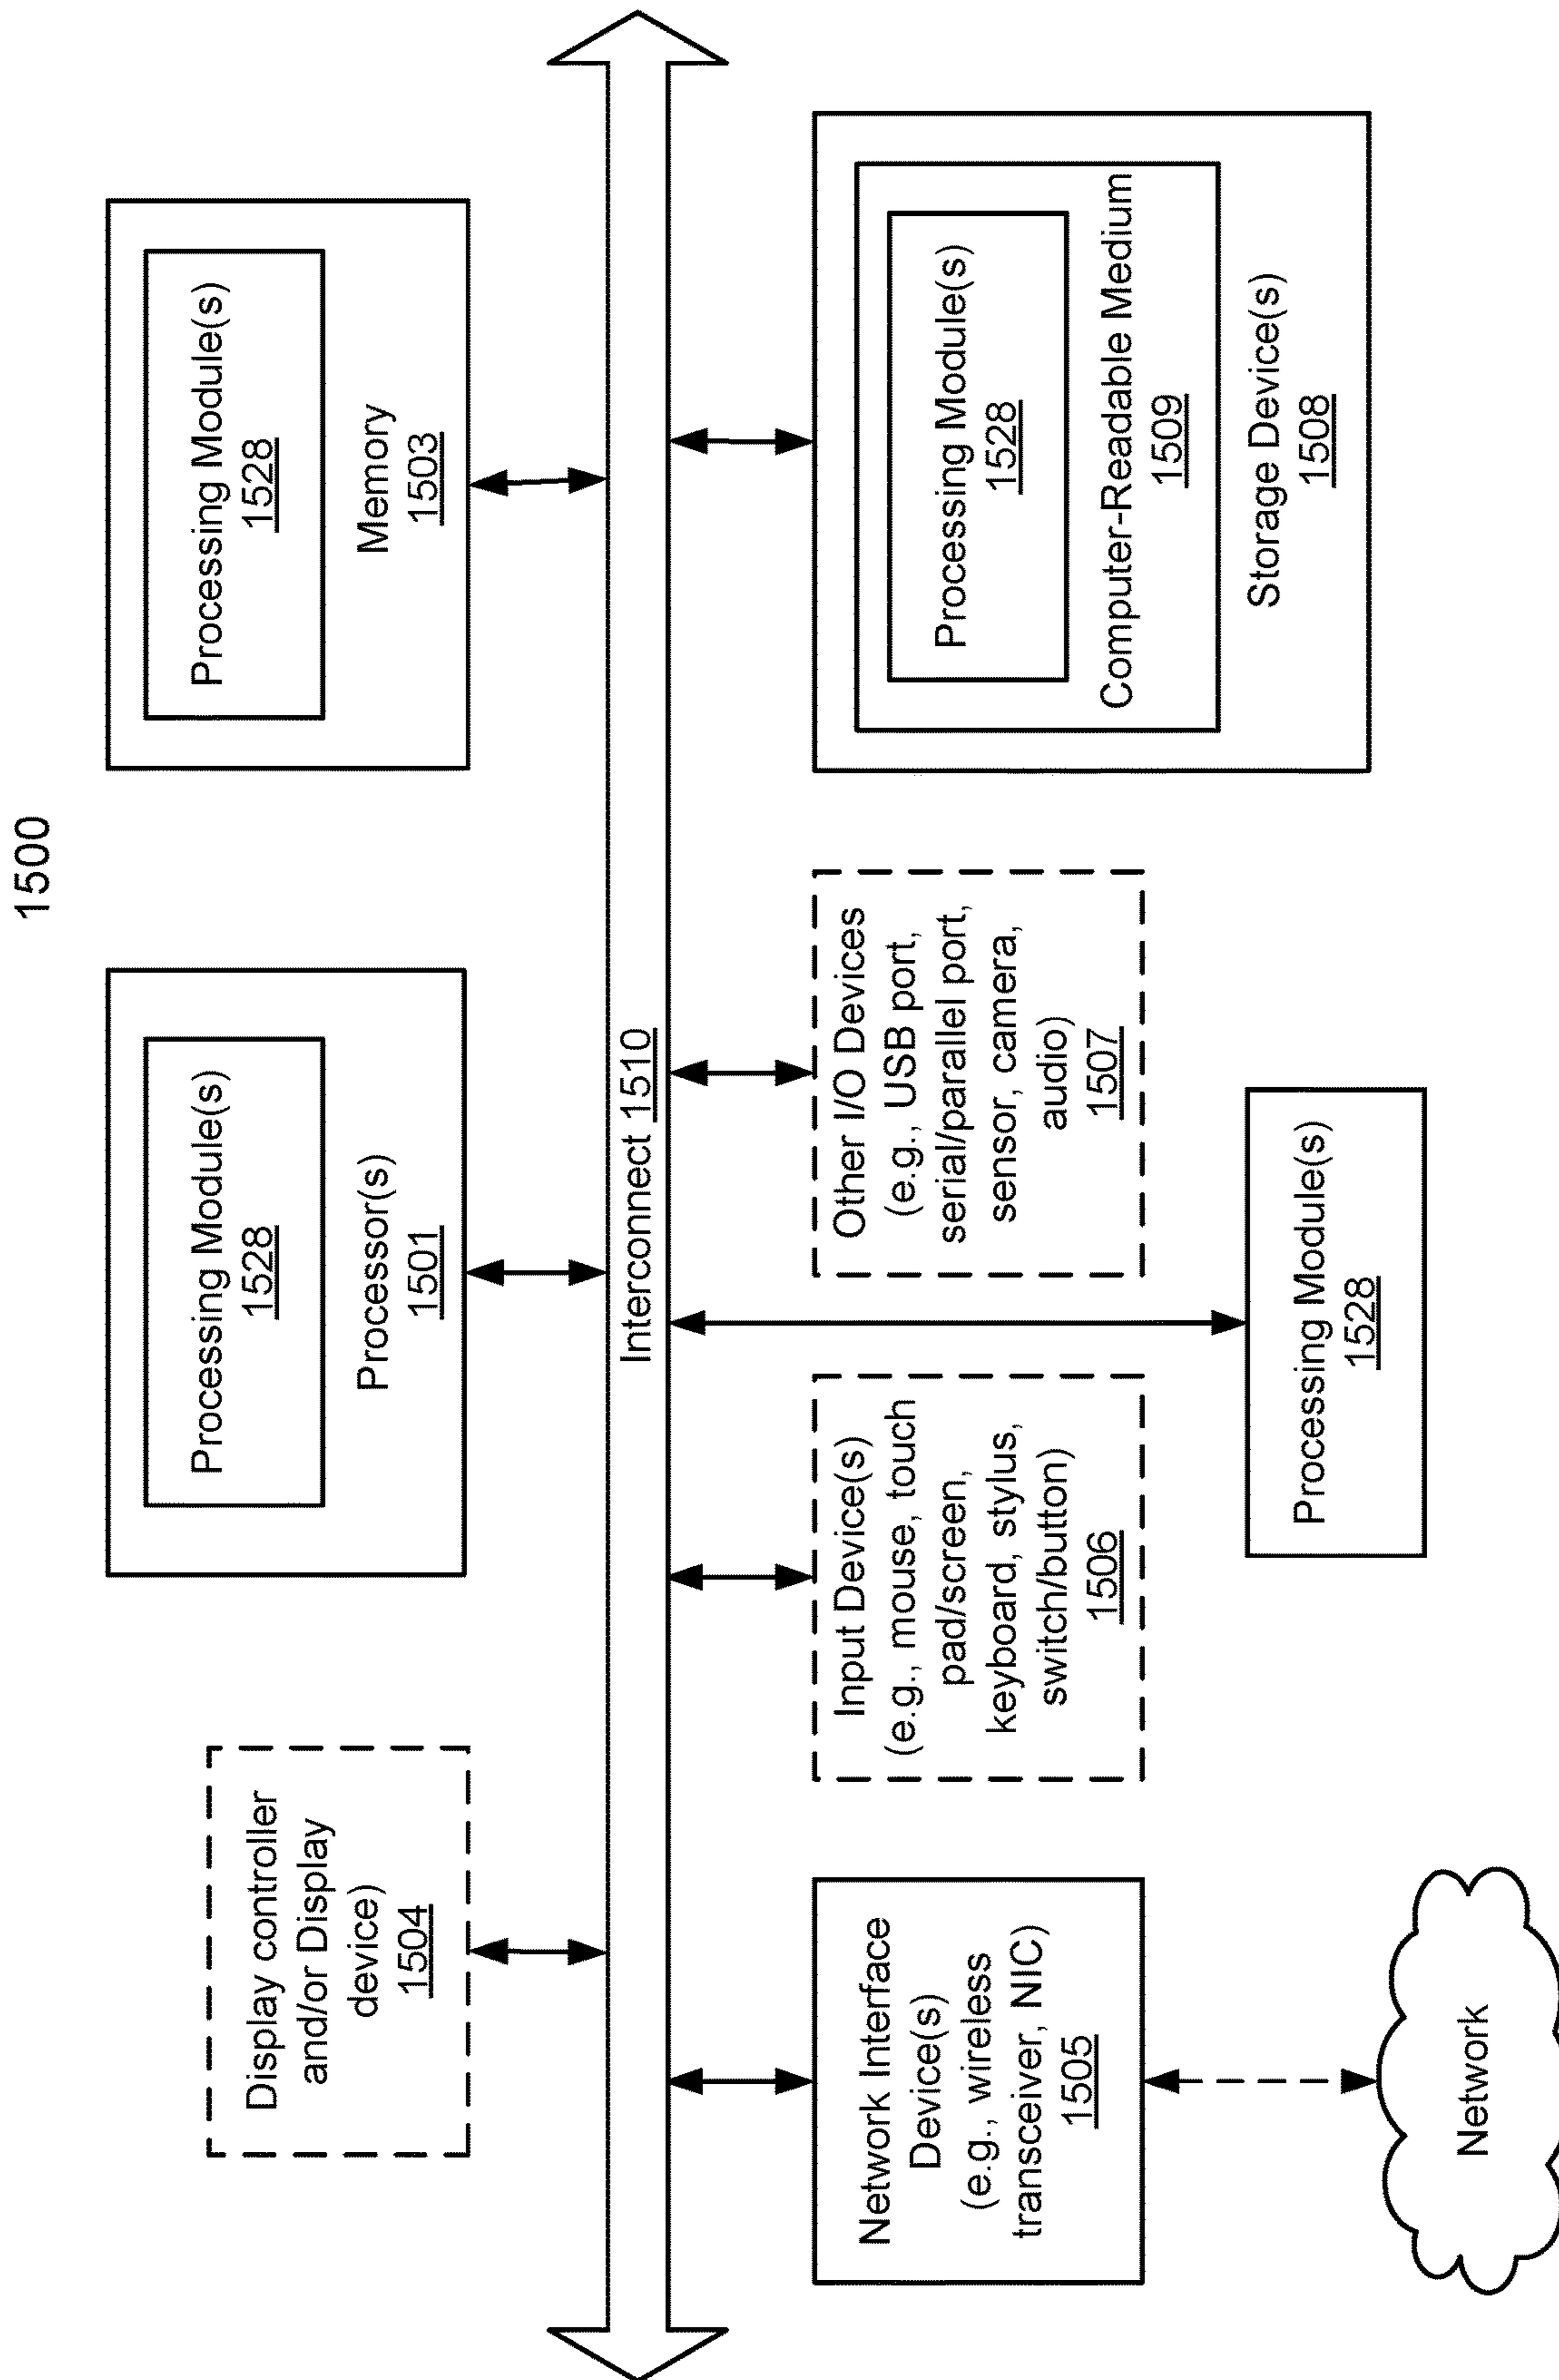 1500
Display controller
and/or Display
device)
1504
Processing Module(s)
1528
Processor(s)
1501
Processing Module(s)
1528
Memory
1503
Interconnect 1510
Network Interface
Device(s)
(e.g., wireless
transceiver, NIC)
1505
Input Device(s)
(e.g., mouse, touch
pad/screen,
keyboard, stylus,
switch/button)
1506
Other I/O Devices
(e.g., USB port,
serial/parallel port,
sensor, camera,
audio)
1507
Processing Module(s)
1528
Computer-Readable Medium
1509
Storage Device(s)
1508
Processing Module(s)
1528
Network